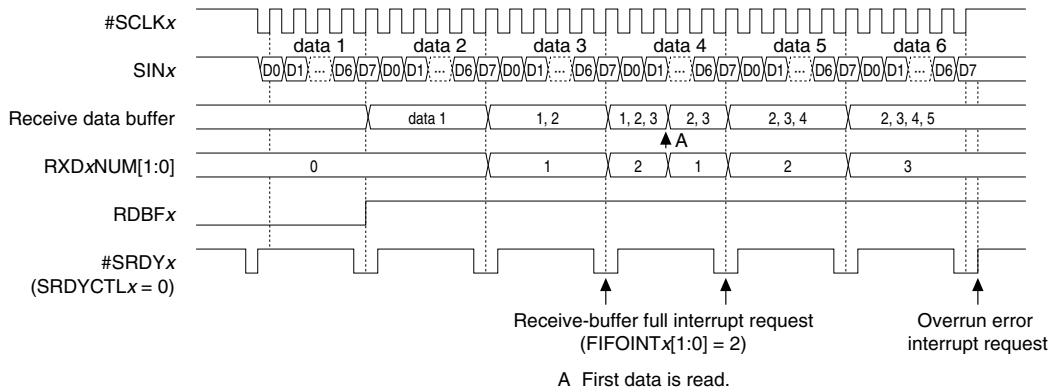 #SCLKx
data 1 data 2 data 3 data 4 data 5 data 6
SINx D0 D1 ... D6 D7 D0 D1 ... D6 D7 D0 D1 ... D6 D7 D0 D1 ... D6 D7 D0 D1 ... D6 D7 D0 D1 ... D6 D7
Receive data buffer data 1 1, 2 1, 2, 3 2, 3 2, 3, 4 2, 3, 4, 5
A
RXDxNUM[1:0] 0 1 2 1 2 3
RDBFx
#SRDYx
(SRDYCTLx = 0)
Receive-buffer full interrupt request
(FIFOINTx[1:0] = 2)
Overrun error
interrupt request
A First data is read.